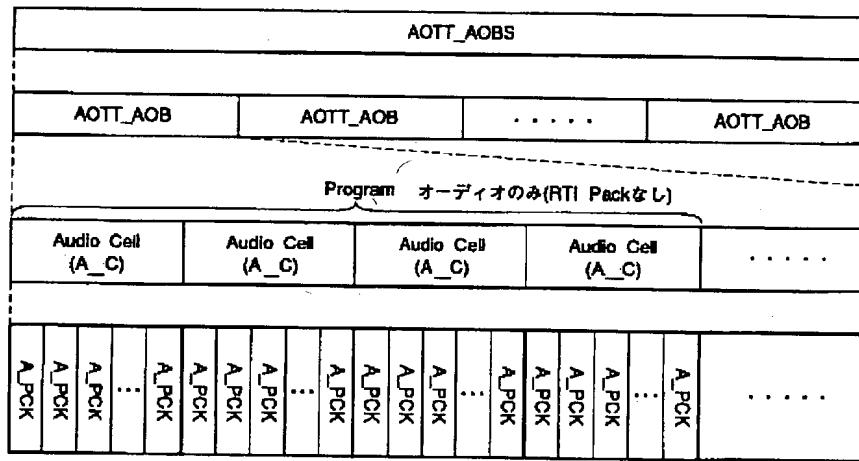 AOTT_AOBS
AOTT_AOB AOTT_AOB ・・・・・ AOTT_AOB
Program オーディオのみ(RTI Packなし)
Audio Cell Audio Cell Audio Cell Audio Cell ・・・・・
(A_C) (A_C) (A_C) (A_C)
A_PCK A_PCK A_PCK ... A_PCK A_PCK A_PCK A_PCK ... A_PCK A_PCK A_PCK A_PCK ... A_PCK A_PCK A_PCK A_PCK ... A_PCK ・・・・・